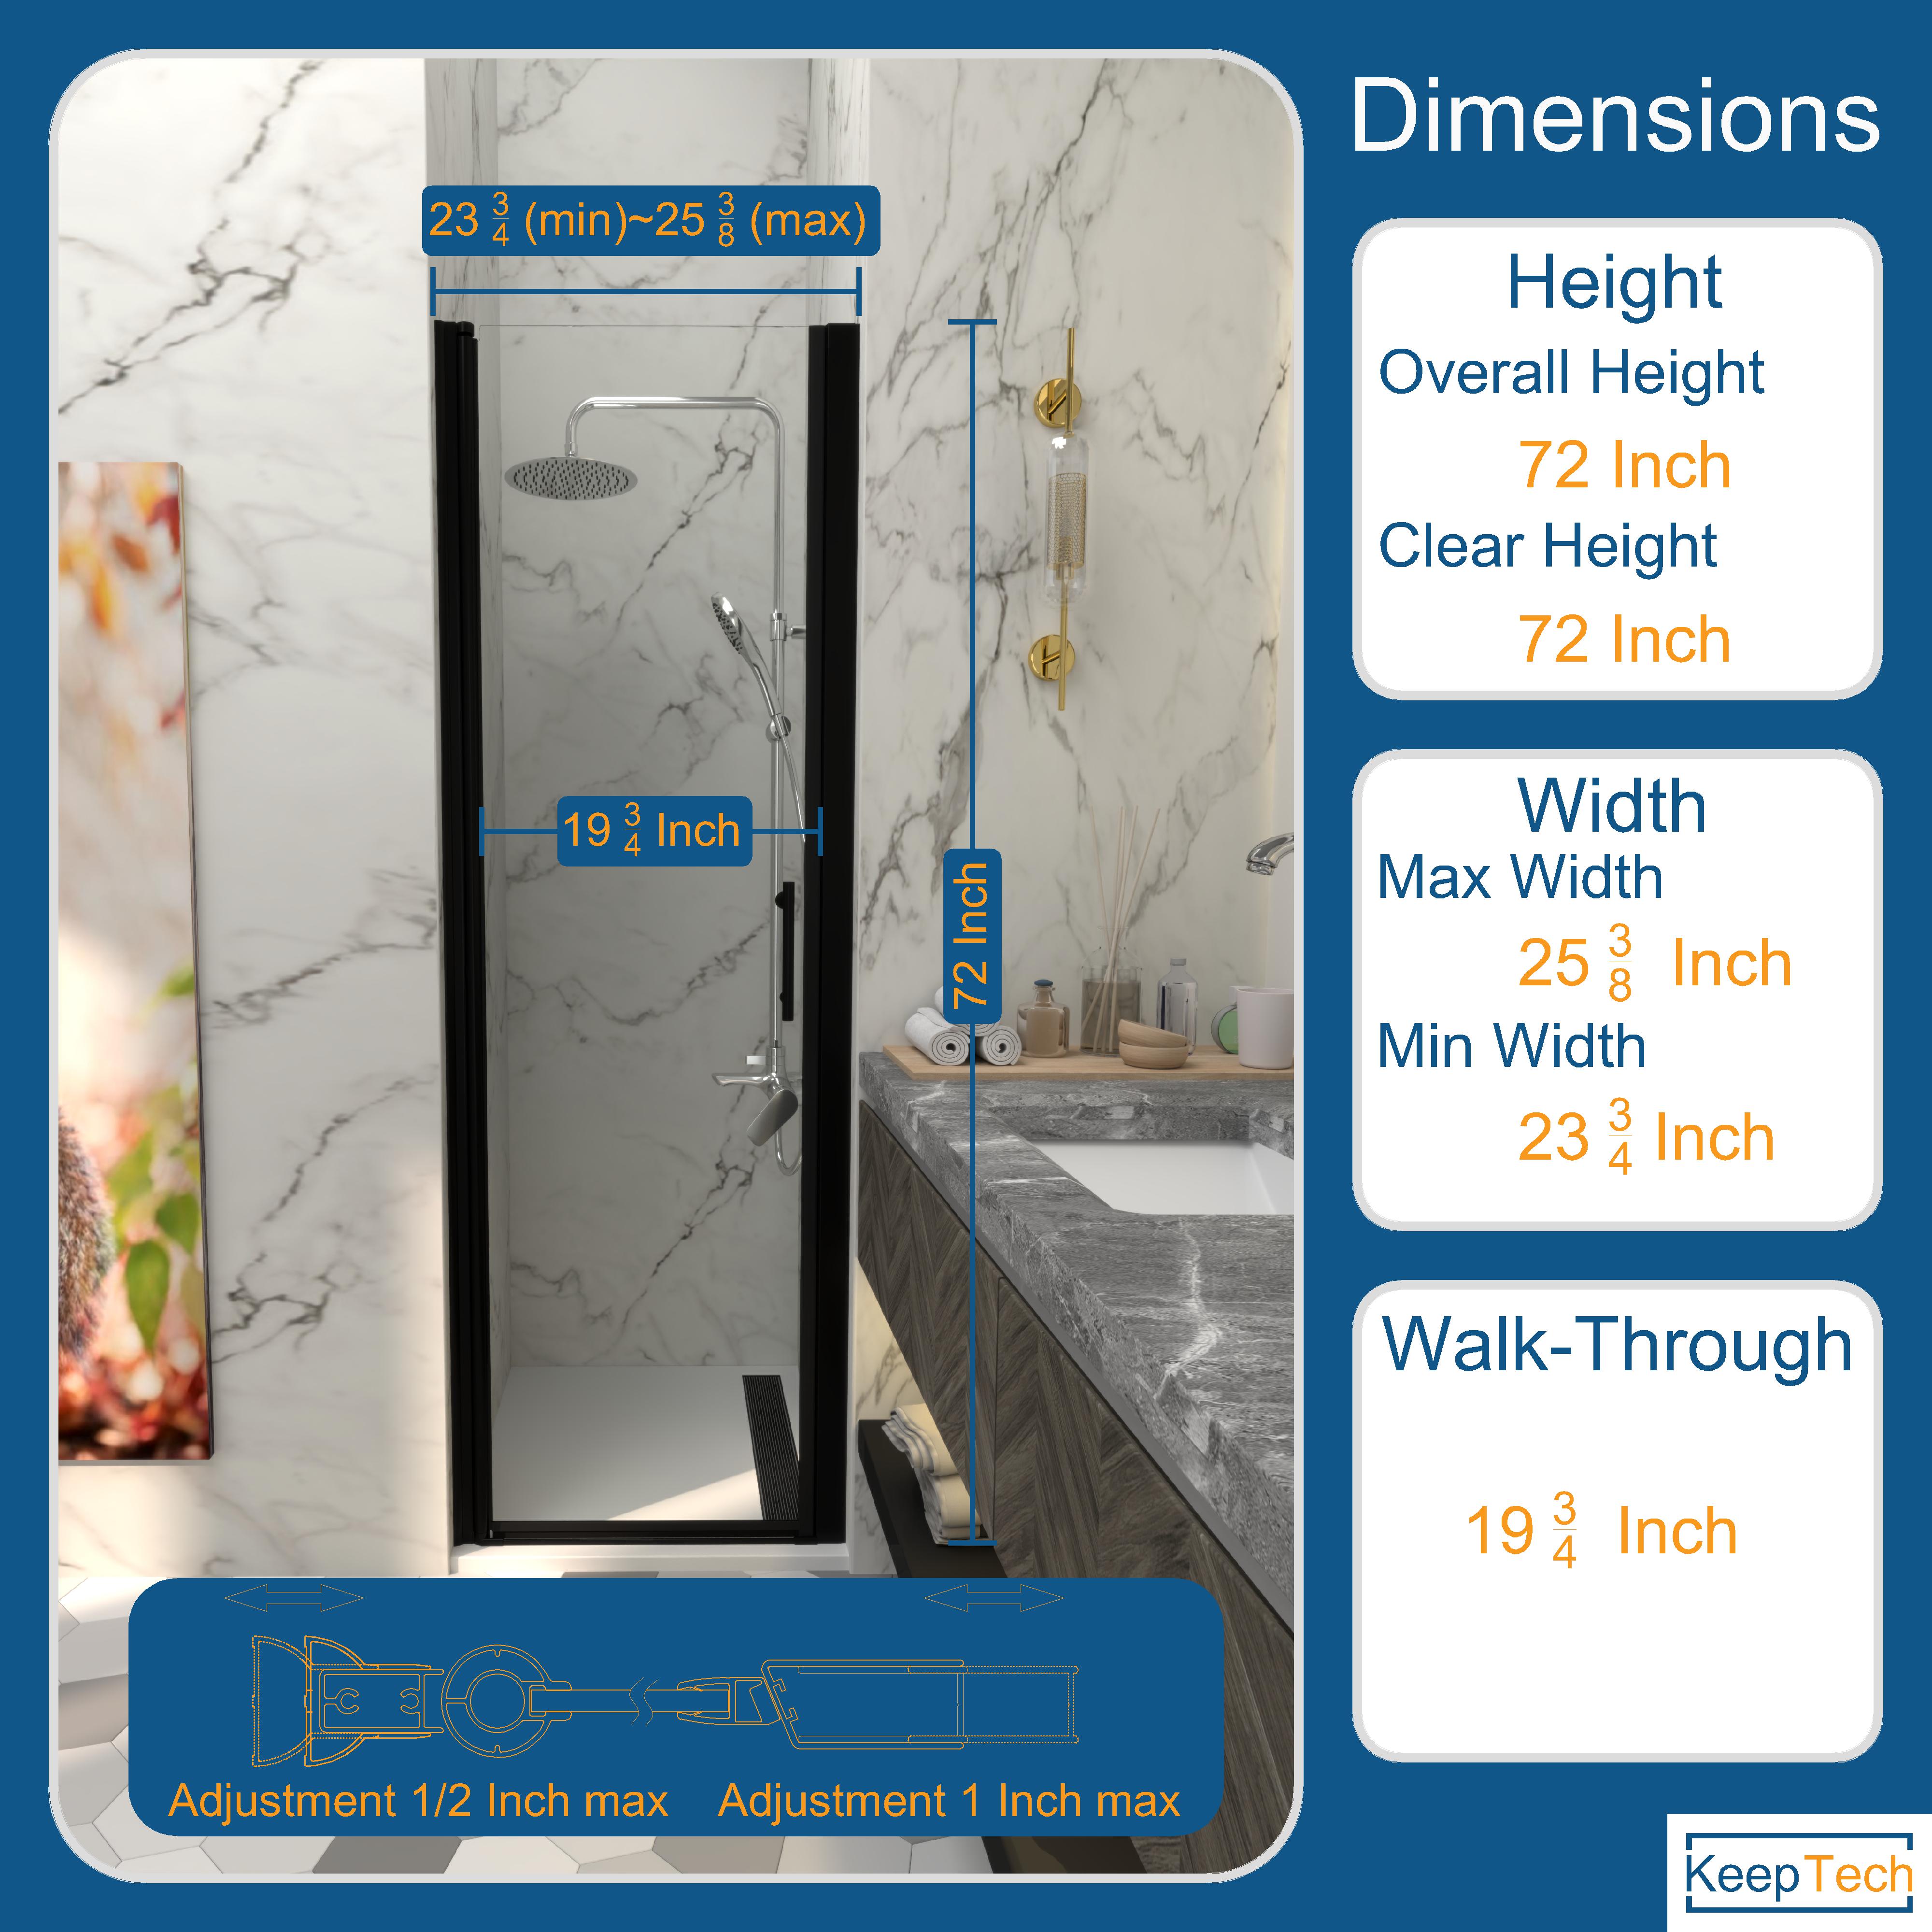 Dimensions
23 3/4 (min)~25 3/8 (max)
19 3/4 Inch
72 Inch
Height
Overall Height
72 Inch
Clear Height
72 Inch
Width
Max Width
25 3/8 Inch
Min Width
23 3/4 Inch
Walk-Through
19 3/4 Inch
Adjustment 1/2 Inch max
Adjustment 1 Inch max
KeepTech